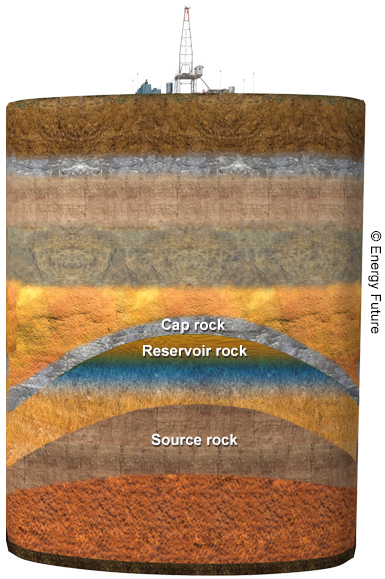 Cap rock
Reservoir rock
Source rock
© Energy Future